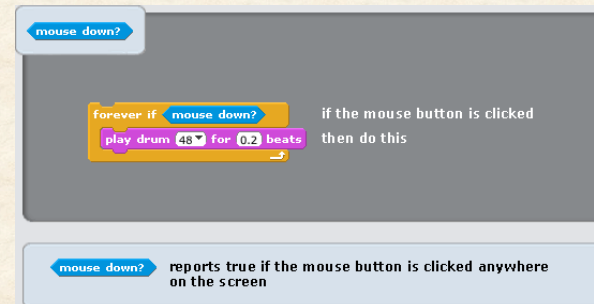 mouse down?
forever if mouse down? if the mouse button is clicked
play drum 48 for 0.2 beats then do this
mouse down? reports true if the mouse button is clicked anywhere
on the screen